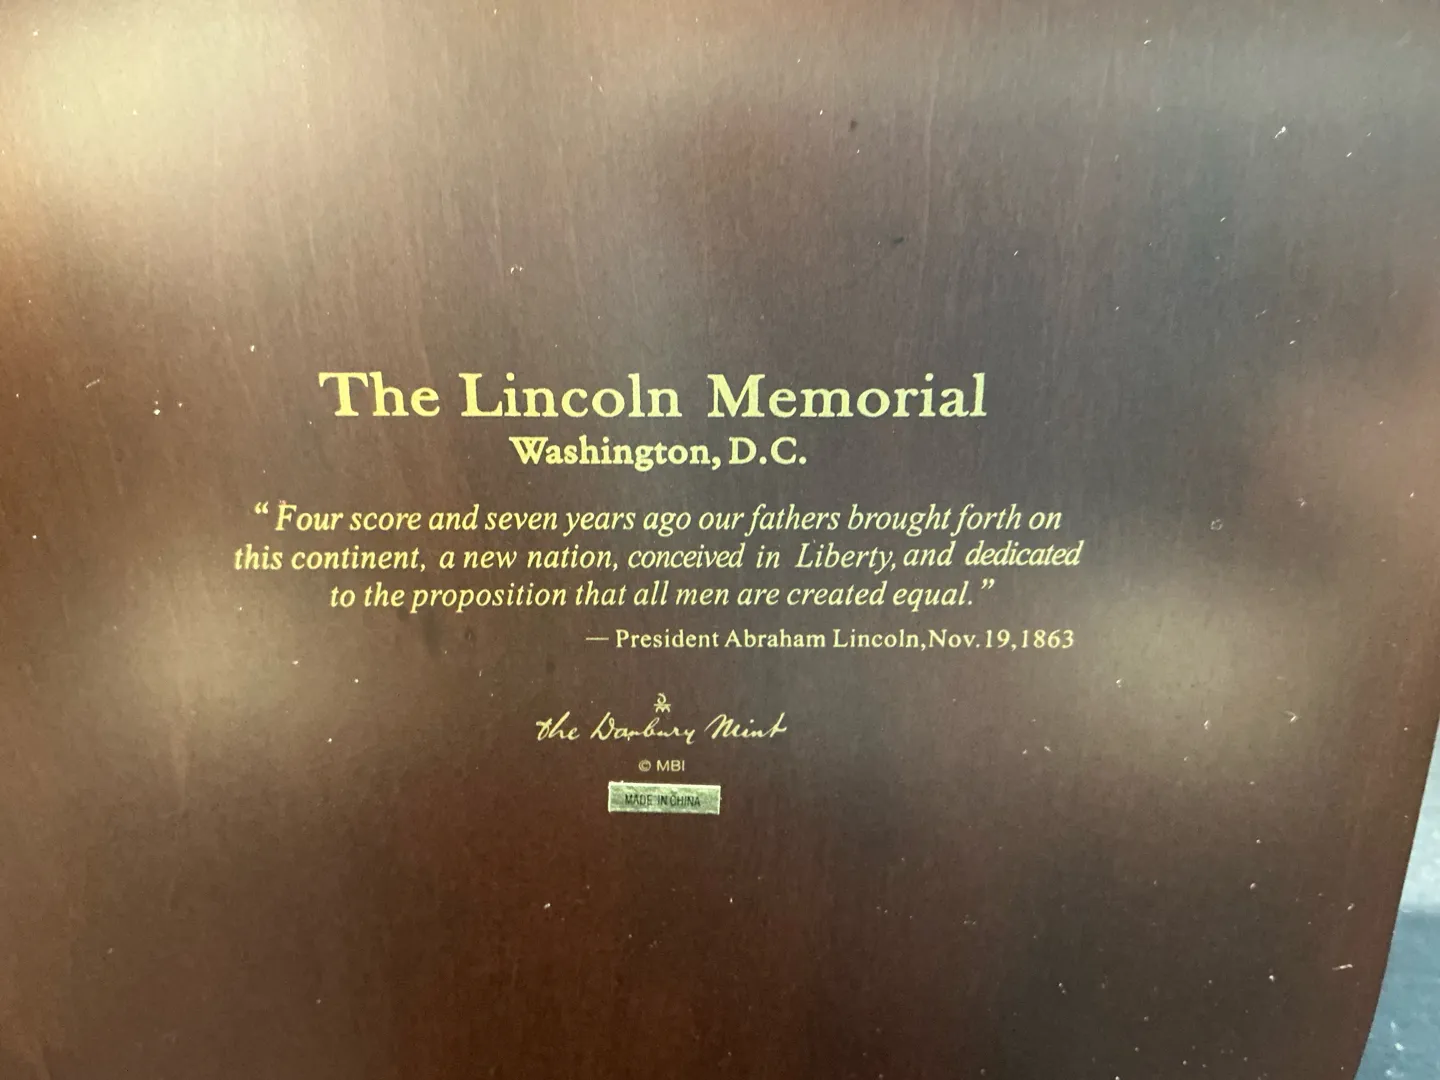 The Lincoln Memorial
Washington, D.C.
“Four score and seven years ago our fathers brought forth on
this continent, a new nation, conceived in Liberty, and dedicated
to the proposition that all men are created equal.”
— President Abraham Lincoln, Nov. 19, 1863
the Danbury Mint
© MBI
MADE IN CHINA